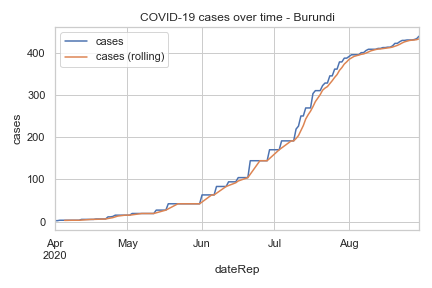 COVID-19 cases over time - Burundi
cases
cases (rolling)
cases
400
300
200
100
0
Apr
2020
May
Jun
Jul
Aug
dateRep